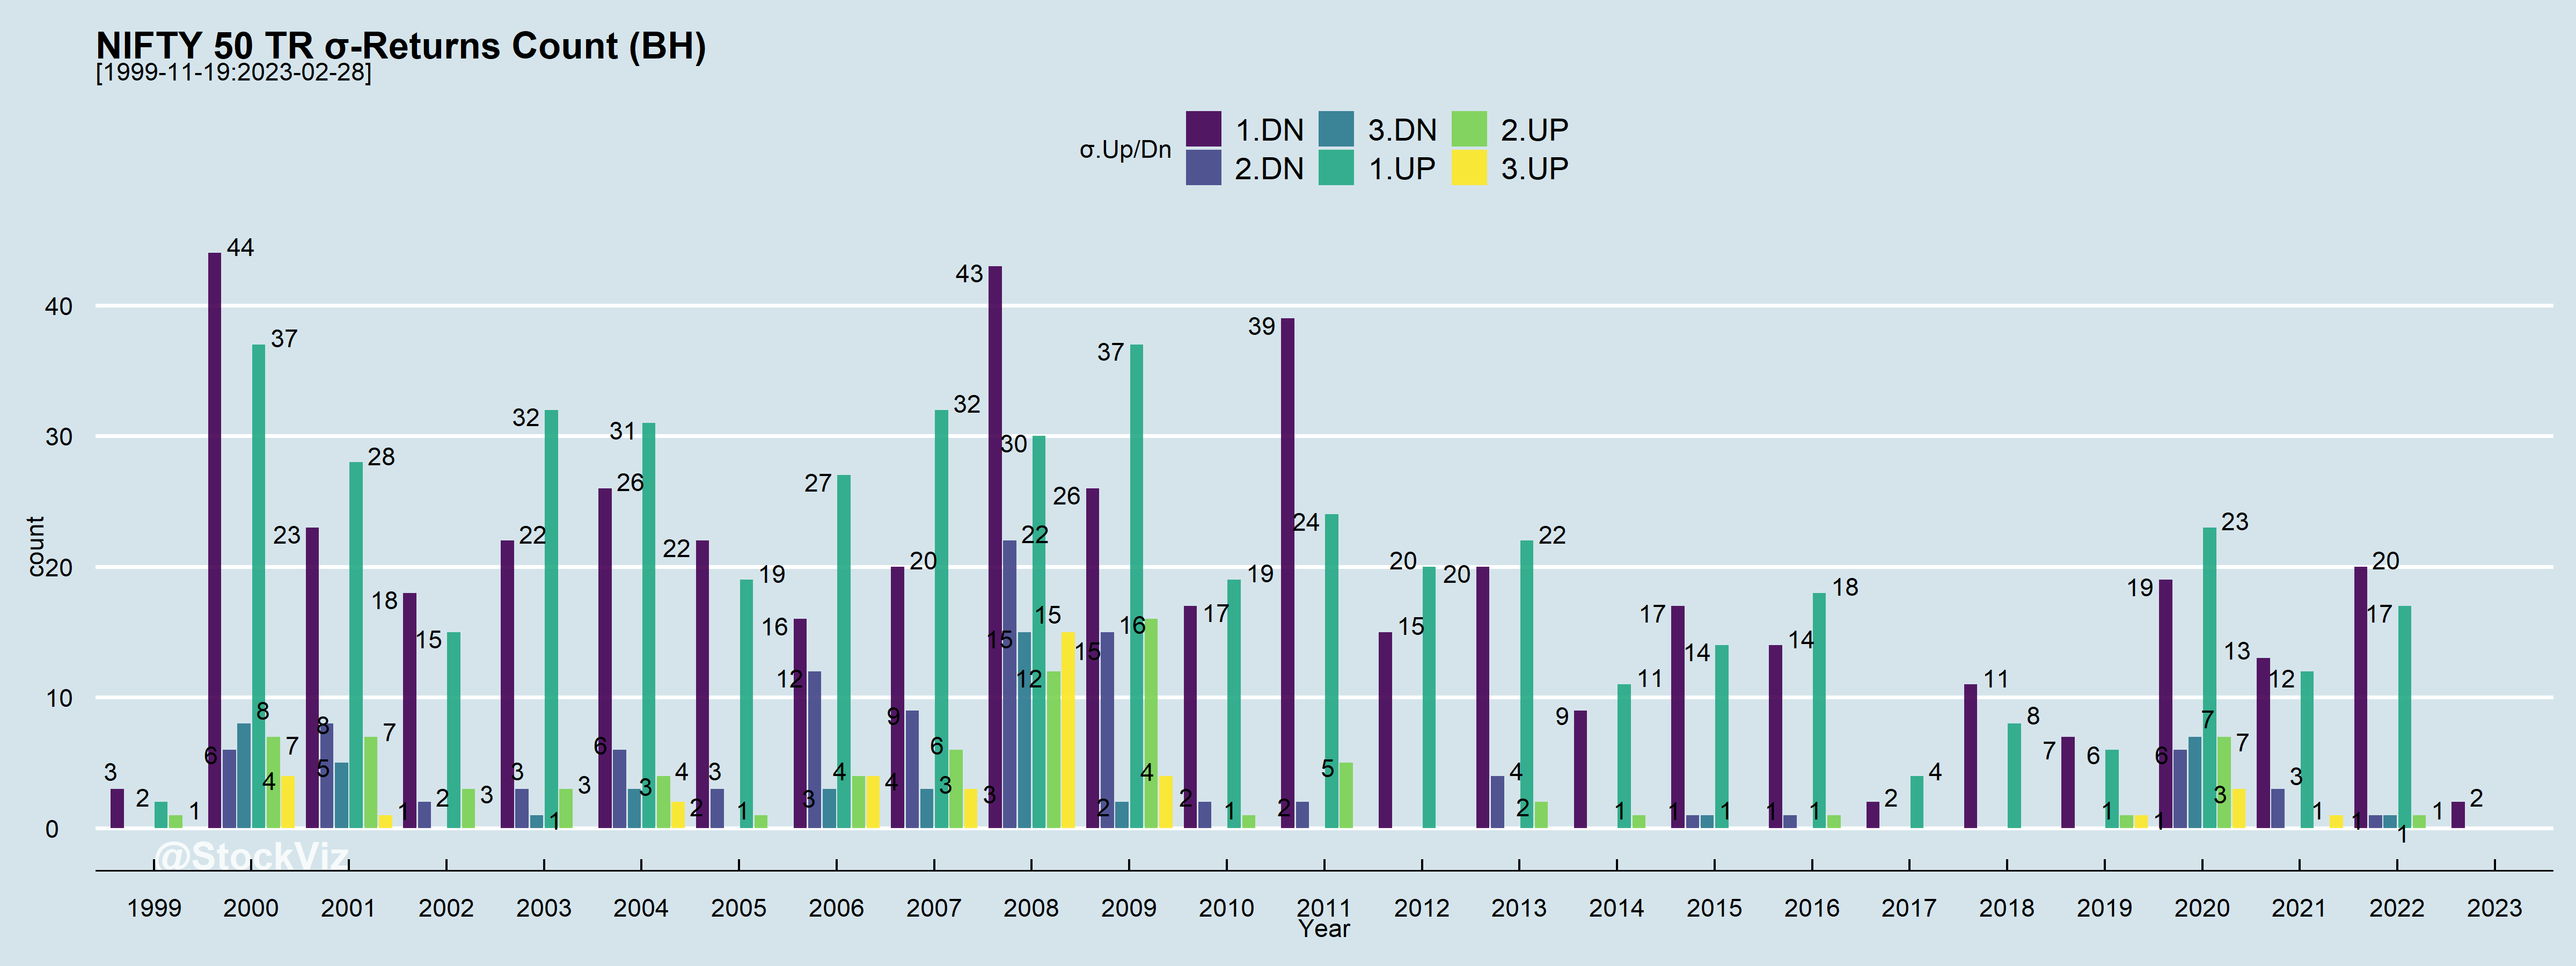 NIFTY 50 TR σ-Returns Count (BH)
[1999-11-19:2023-02-28]
σ.Up/Dn
1.DN 3.DN 2.UP
2.DN 1.UP 3.UP
count
40
30
20
10
0
3 2 1
44 6 8 37 7 4
23 8 5 28 7 1
18 2 15 3
22 3 1 32 3
26 6 3 31 4 2
22 3 19 1
16 12 3 27 4 4
20 9 3 32 6 3
43 22 15 30 12 15
26 15 2 37 16 4
17 2 19 1
39 2 24 5
15 20
20 4 22 2
9 11 1
17 1 14 1
14 1 18 1
2 4
11 8
7 6 1 1
19 6 7 23 7 3
13 3 12 1
20 1 17 1 1
2
@StockViz
1999 2000 2001 2002 2003 2004 2005 2006 2007 2008 2009 2010 2011 2012 2013 2014 2015 2016 2017 2018 2019 2020 2021 2022 2023
Year